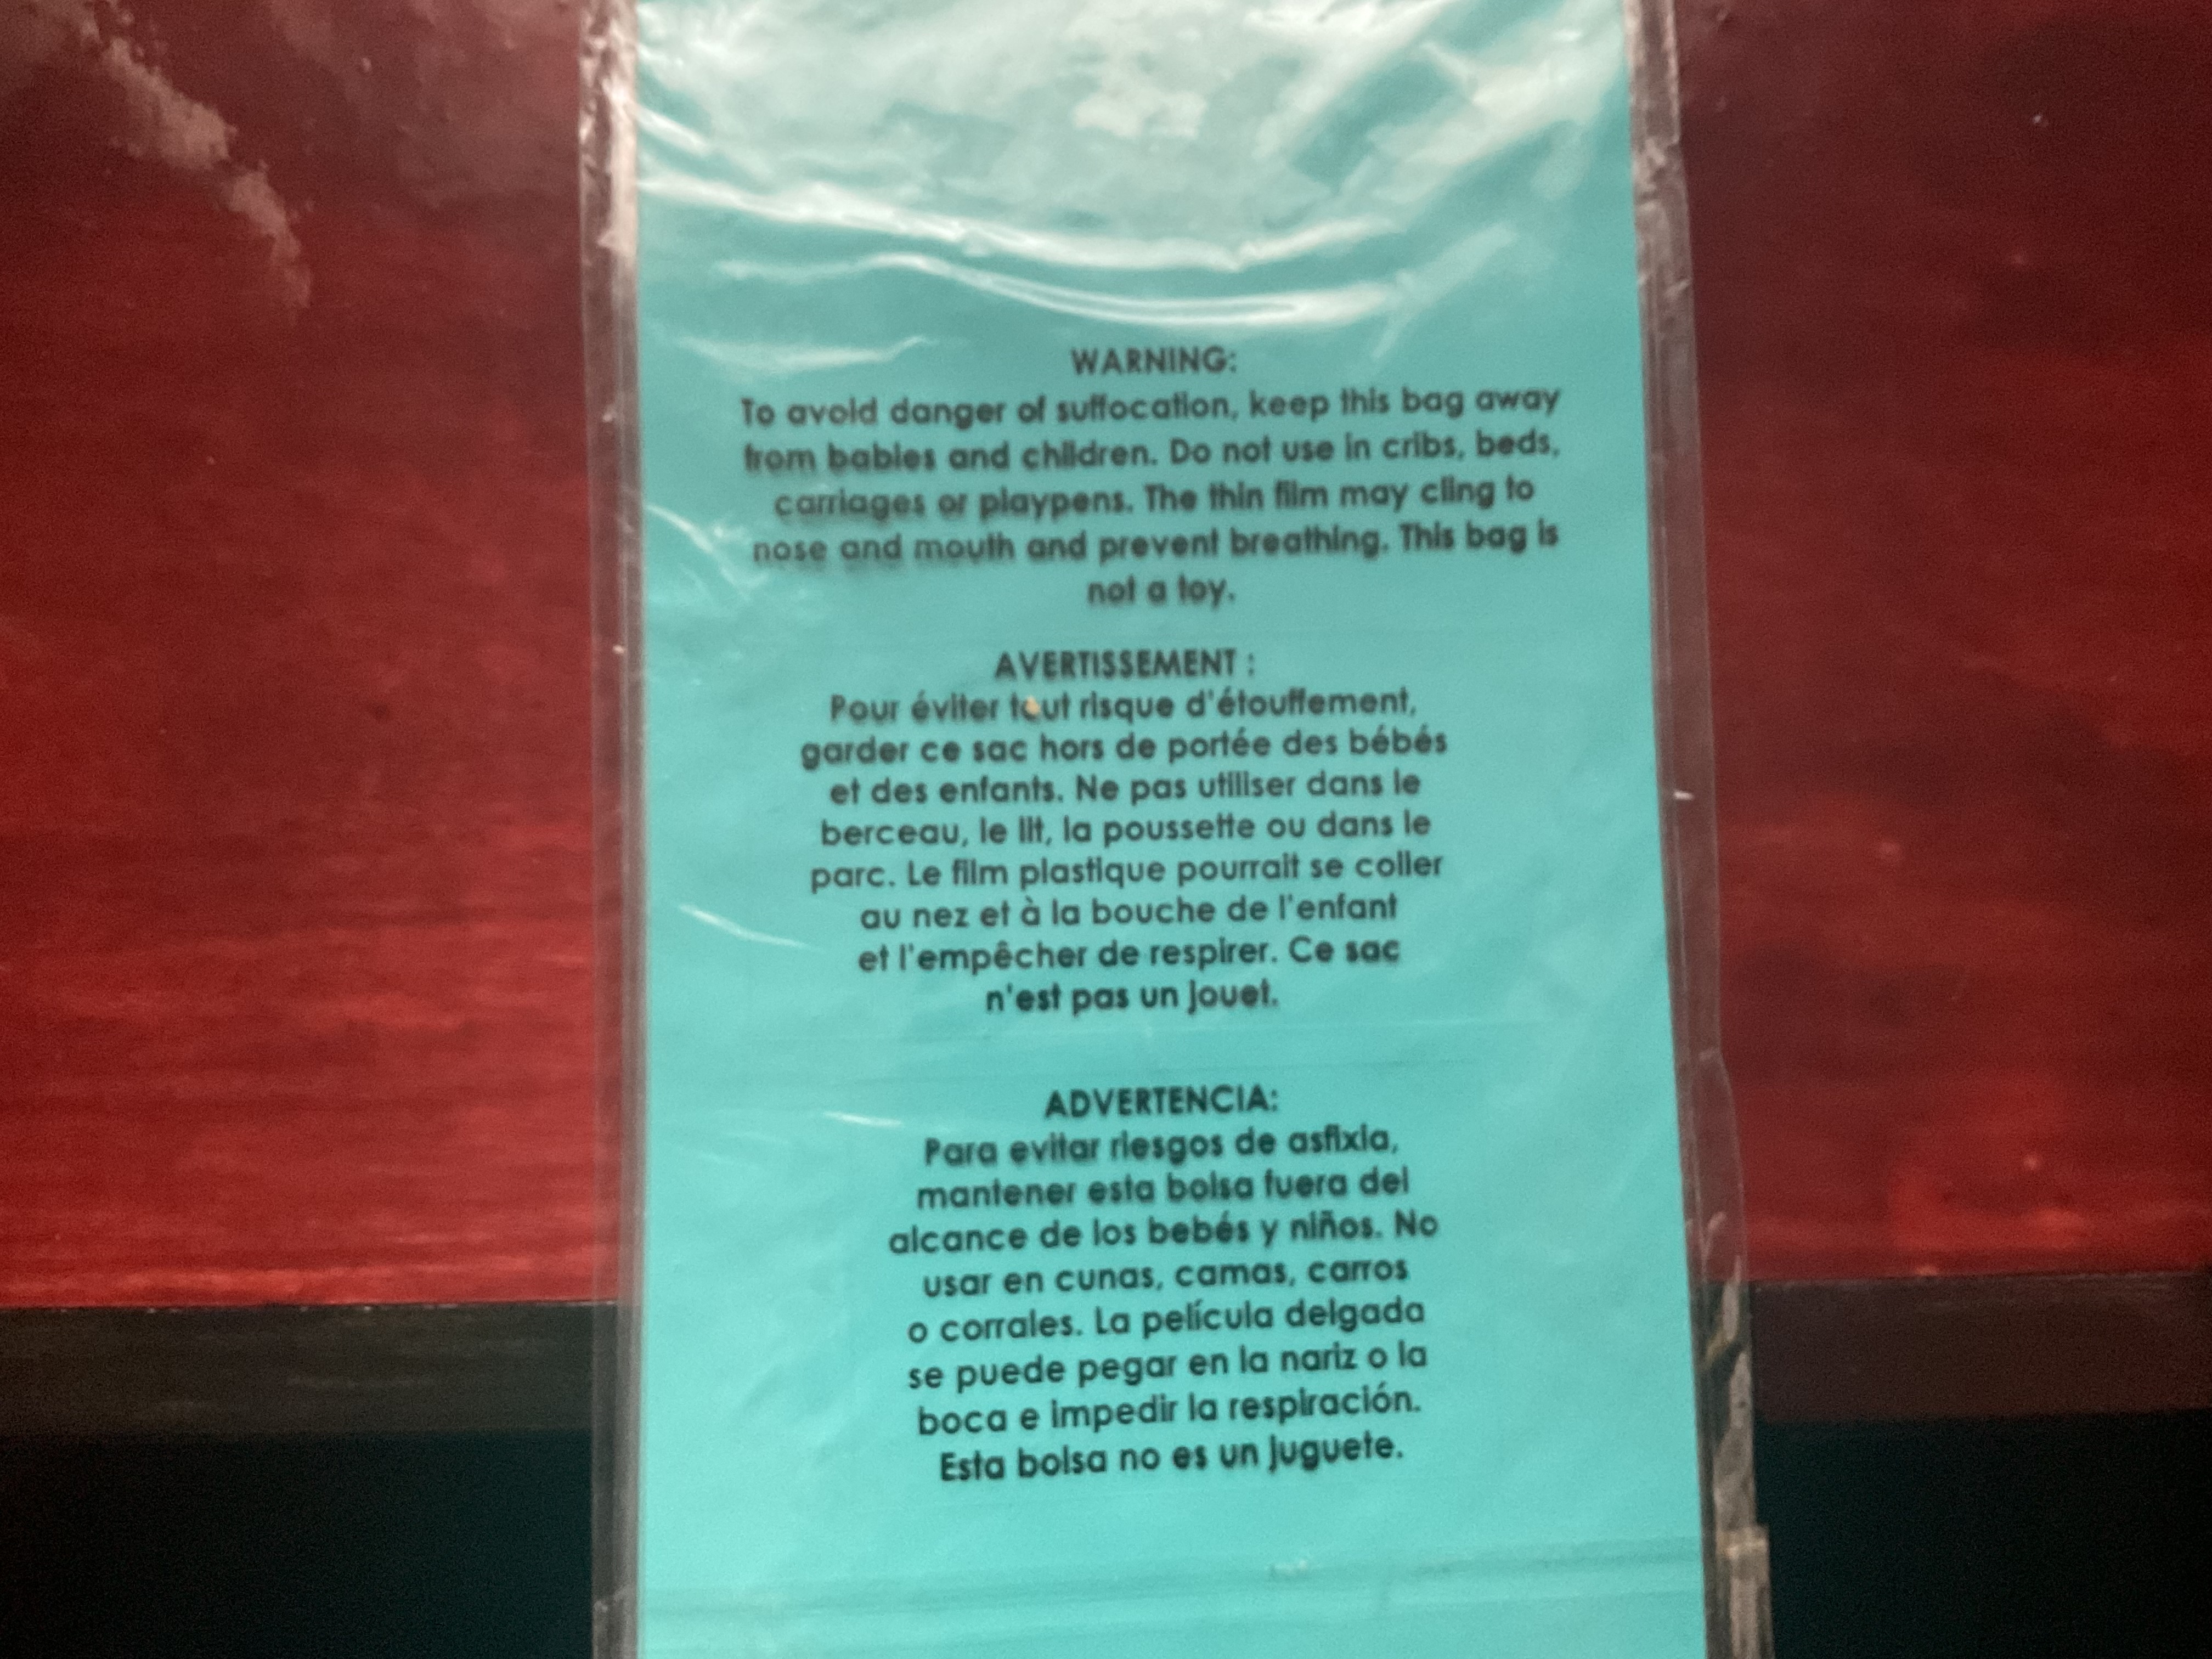 WARNING:
To avoid danger of suffocation, keep this bag away
from babies and children. Do not use in cribs, beds,
carriages or playpens. The thin film may cling to
nose and mouth and prevent breathing. This bag is
not a toy.
AVERTISSEMENT :
Pour éviter tout risque d'étouffement,
garder ce sac hors de portée des bébés
et des enfants. Ne pas utiliser dans le
berceau, le lit, la poussette ou dans le
parc. Le film plastique pourrait se coller
au nez et à la bouche de l'enfant
et l'empêcher de respirer. Ce sac
n'est pas un jouet.
ADVERTENCIA:
Para evitar riesgos de asfixia,
mantener esta bolsa fuera del
alcance de los bebés y niños. No
usar en cunas, camas, carros
o corrales. La película delgada
se puede pegar en la nariz o la
boca e impedir la respiración.
Esta bolsa no es un juguete.